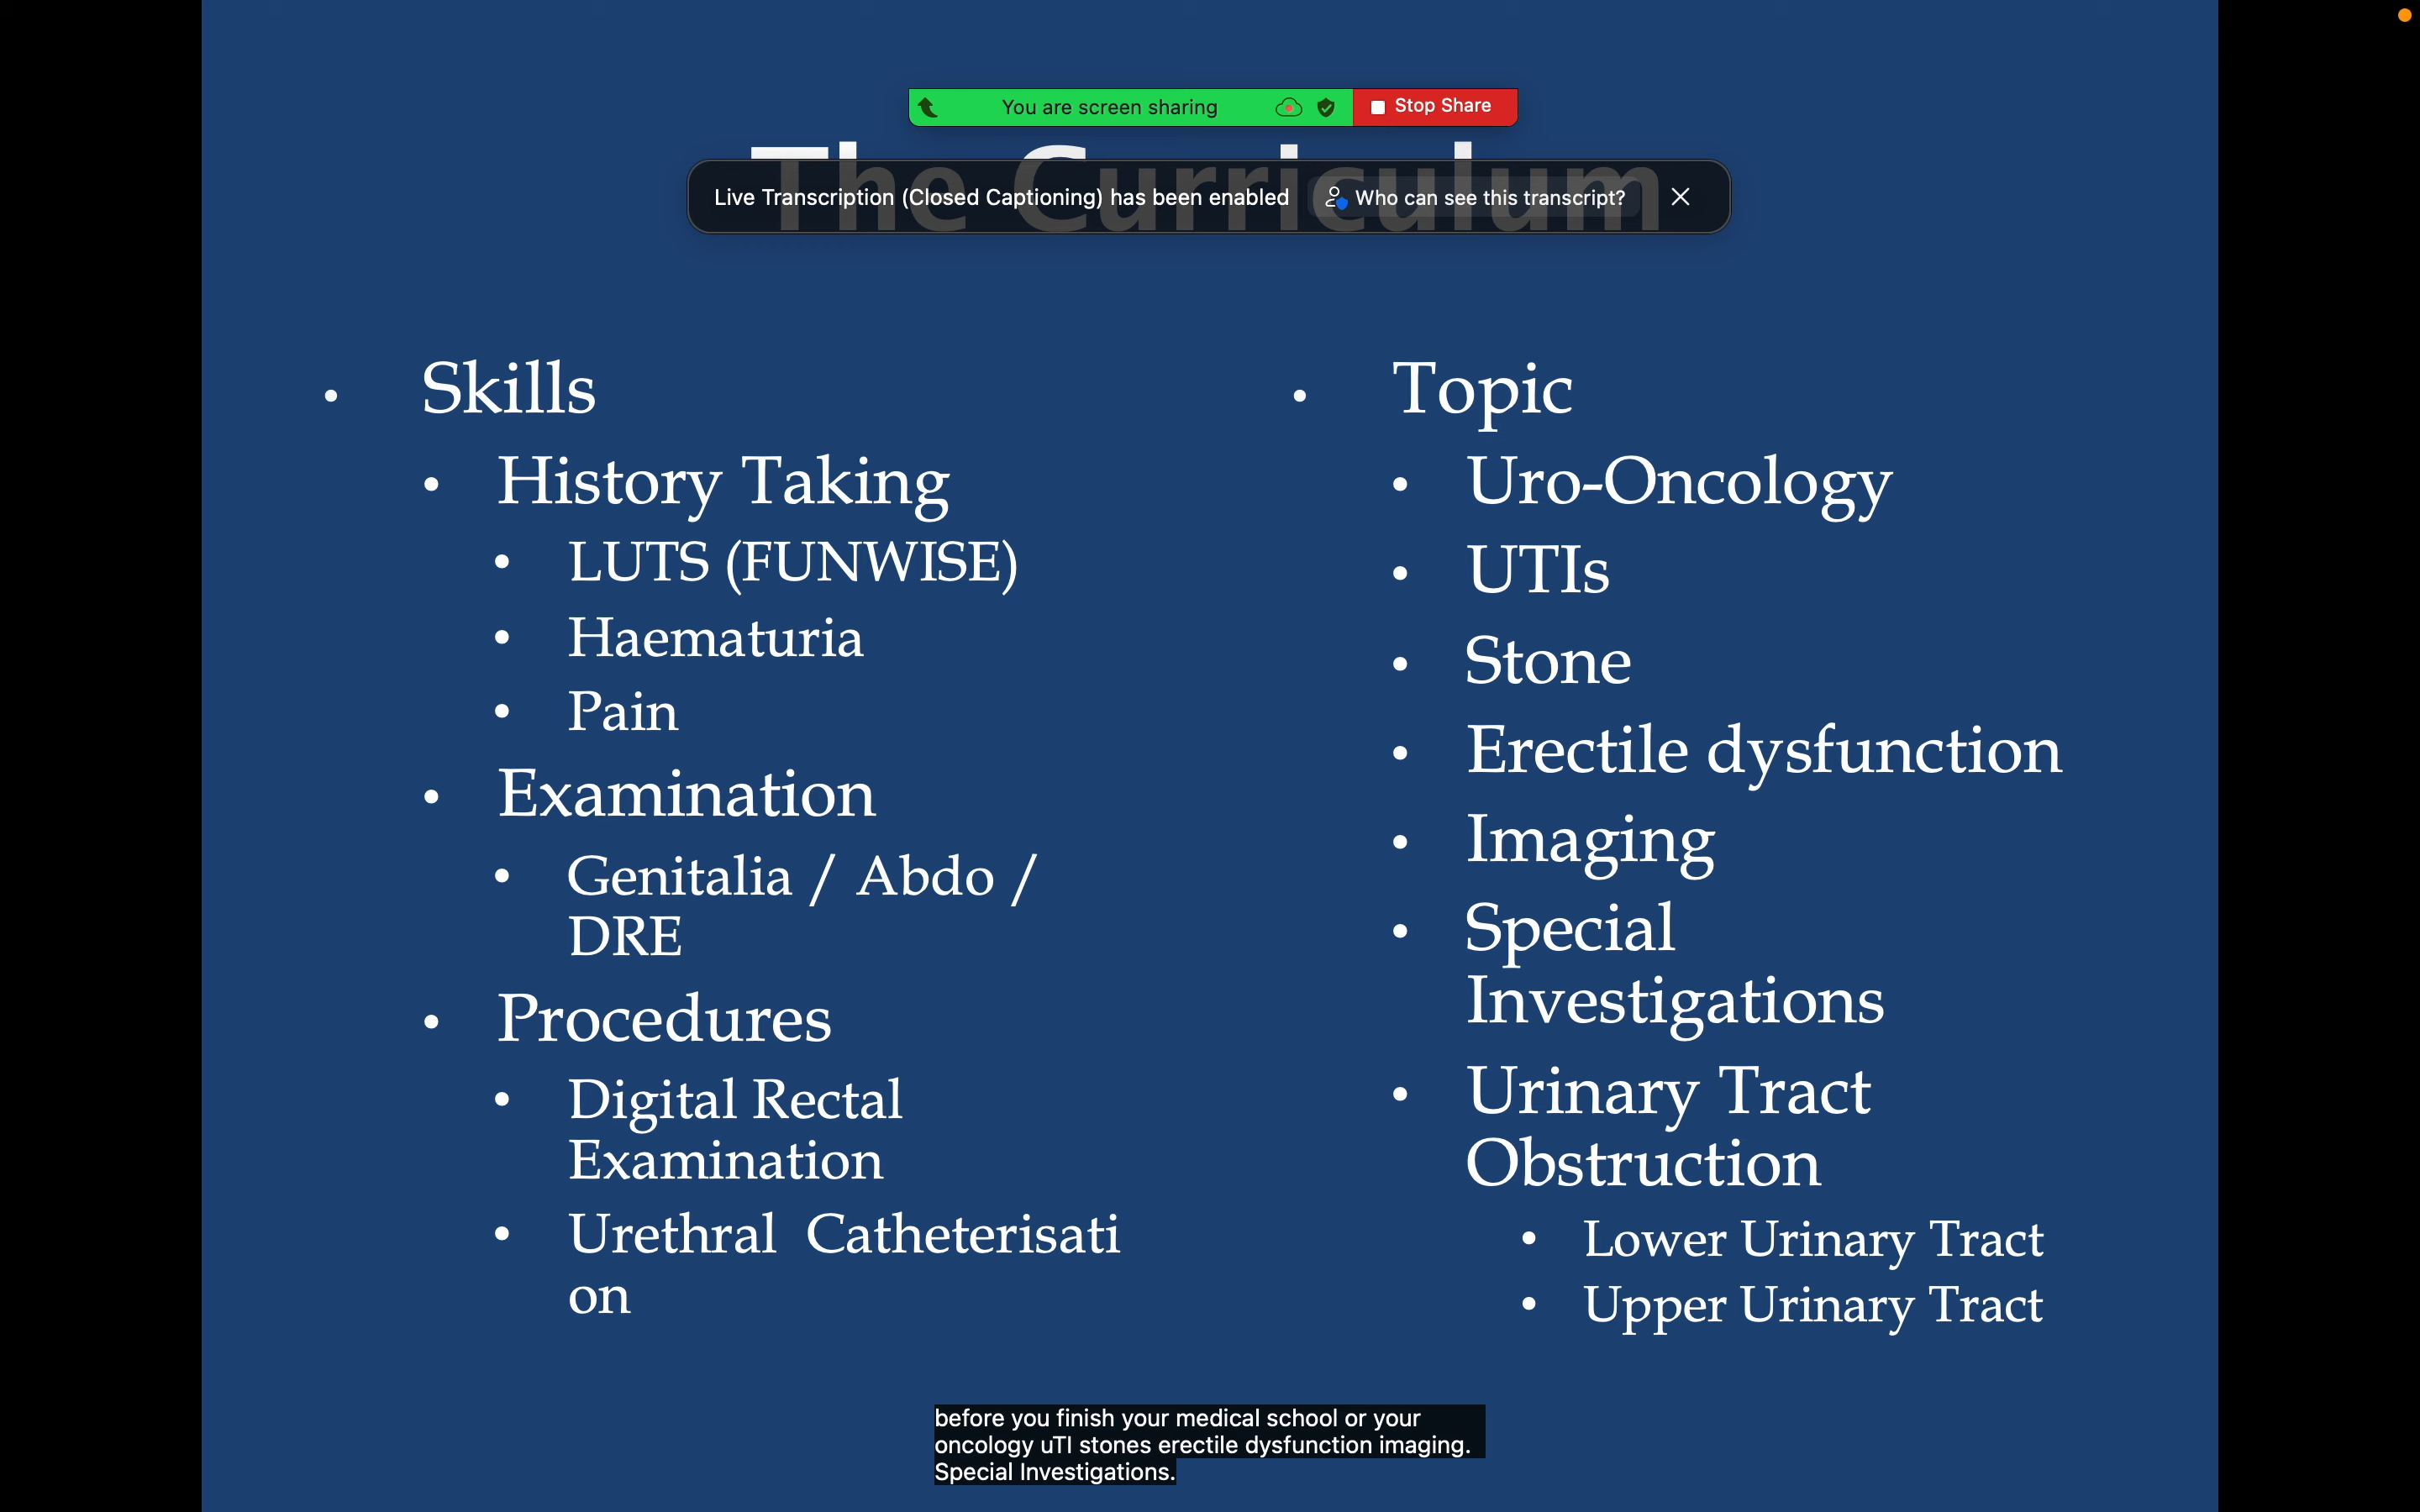 You are screen sharing
Stop Share
The Curriculum
Live Transcription (Closed Captioning) has been enabled
Who can see this transcript?
• Skills
• History Taking
• LUTS (FUNWISE)
• Haematuria
• Pain
• Examination
• Genitalia / Abdo /
DRE
• Procedures
• Digital Rectal
Examination
• Urethral Catheterisati
on
• Topic
• Uro-Oncology
• UTIs
• Stone
• Erectile dysfunction
• Imaging
• Special
Investigations
• Urinary Tract
Obstruction
• Lower Urinary Tract
• Upper Urinary Tract
before you finish your medical school or your
oncology uTI stones erectile dysfunction imaging.
Special Investigations.